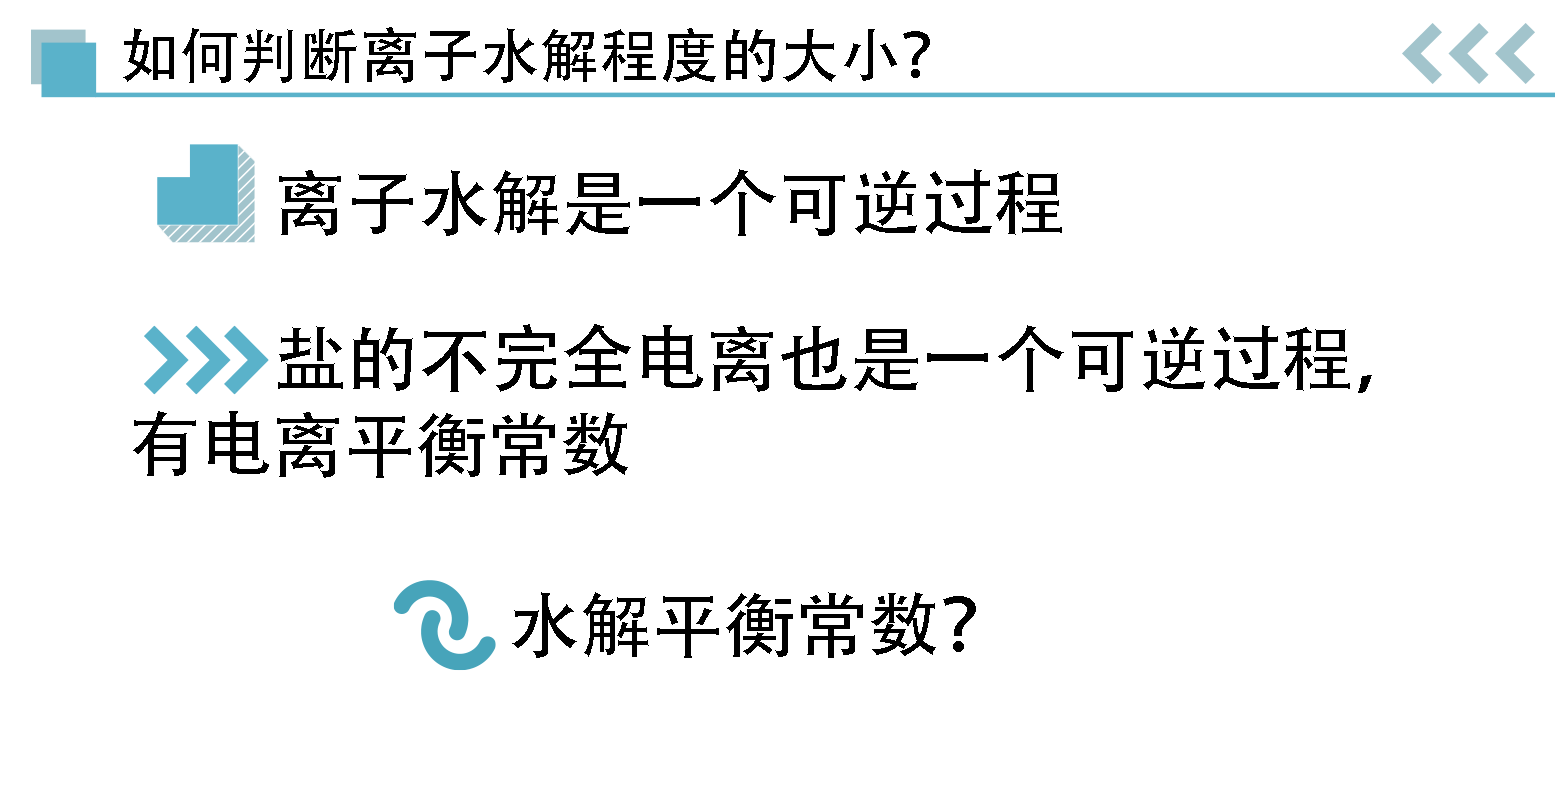 如何判断离子水解程度的大小？
离子水解是一个可逆过程
盐的不完全电离也是一个可逆过程，
有电离平衡常数
水解平衡常数？